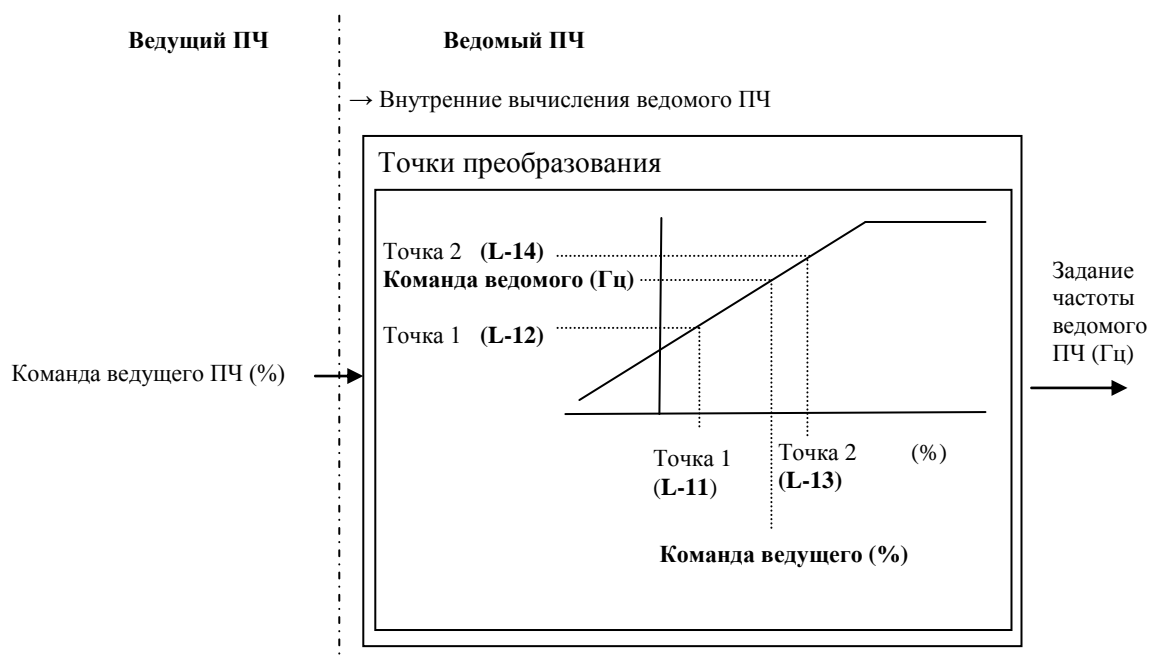 Ведущий ПЧ
Ведомый ПЧ
→ Внутренние вычисления ведомого ПЧ
Точки преобразования
Точка 2 (L-14)
Команда ведомого (Гц)
Точка 1 (L-12)
Команда ведущего ПЧ (%)
Задание
частоты
ведомого
ПЧ (Гц)
Точка 1
(L-11)
Точка 2
(L-13)
(%)
Команда ведущего (%)